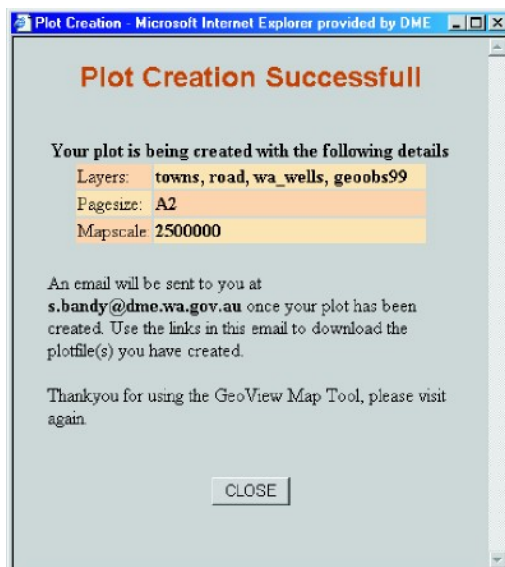 Plot Creation - Microsoft Internet Explorer provided by DME
Plot Creation Successfull
Your plot is being created with the following details
Layers: towns, road, wa_wells, geoobs99
Pagesize: A2
Mapscale: 2500000
An email will be sent to you at
s.bandy@dme.wa.gov.au once your plot has been
created. Use the links in this email to download the
plotfile(s) you have created.
Thankyou for using the GeoView Map Tool, please visit
again.
CLOSE